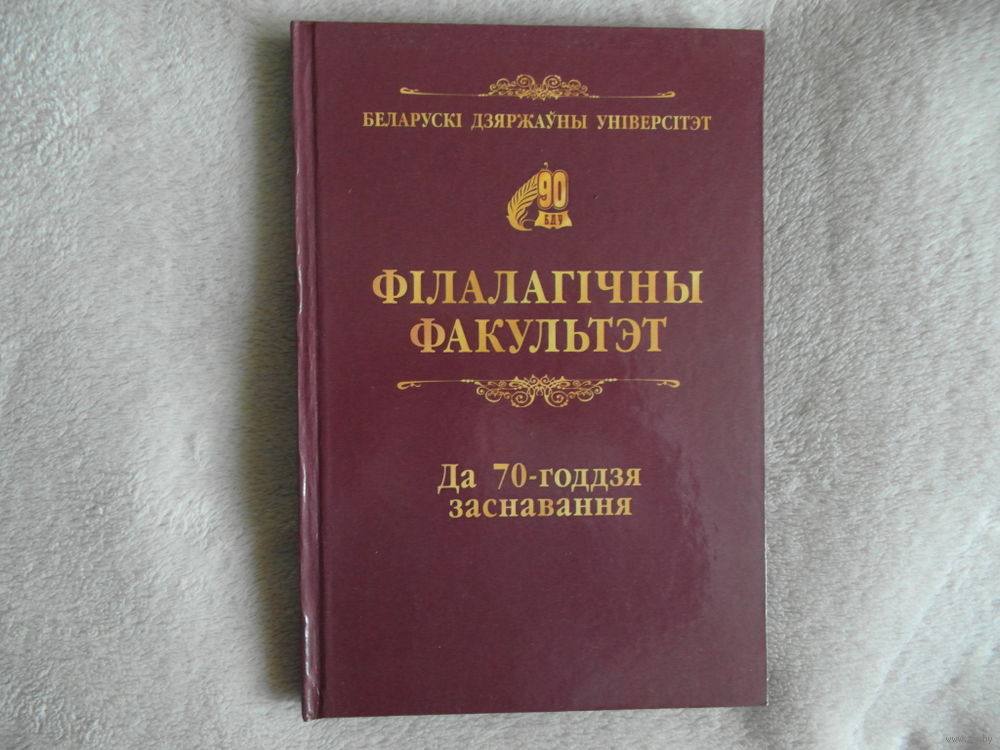 БЕЛАРУСКІ ДЗЯРЖАЎНЫ УНІВЕРСІТЭТ
90
БДУ
ФІЛАЛАГІЧНЫ
ФАКУЛЬТЭТ
Да 70-годдзя
заснавання